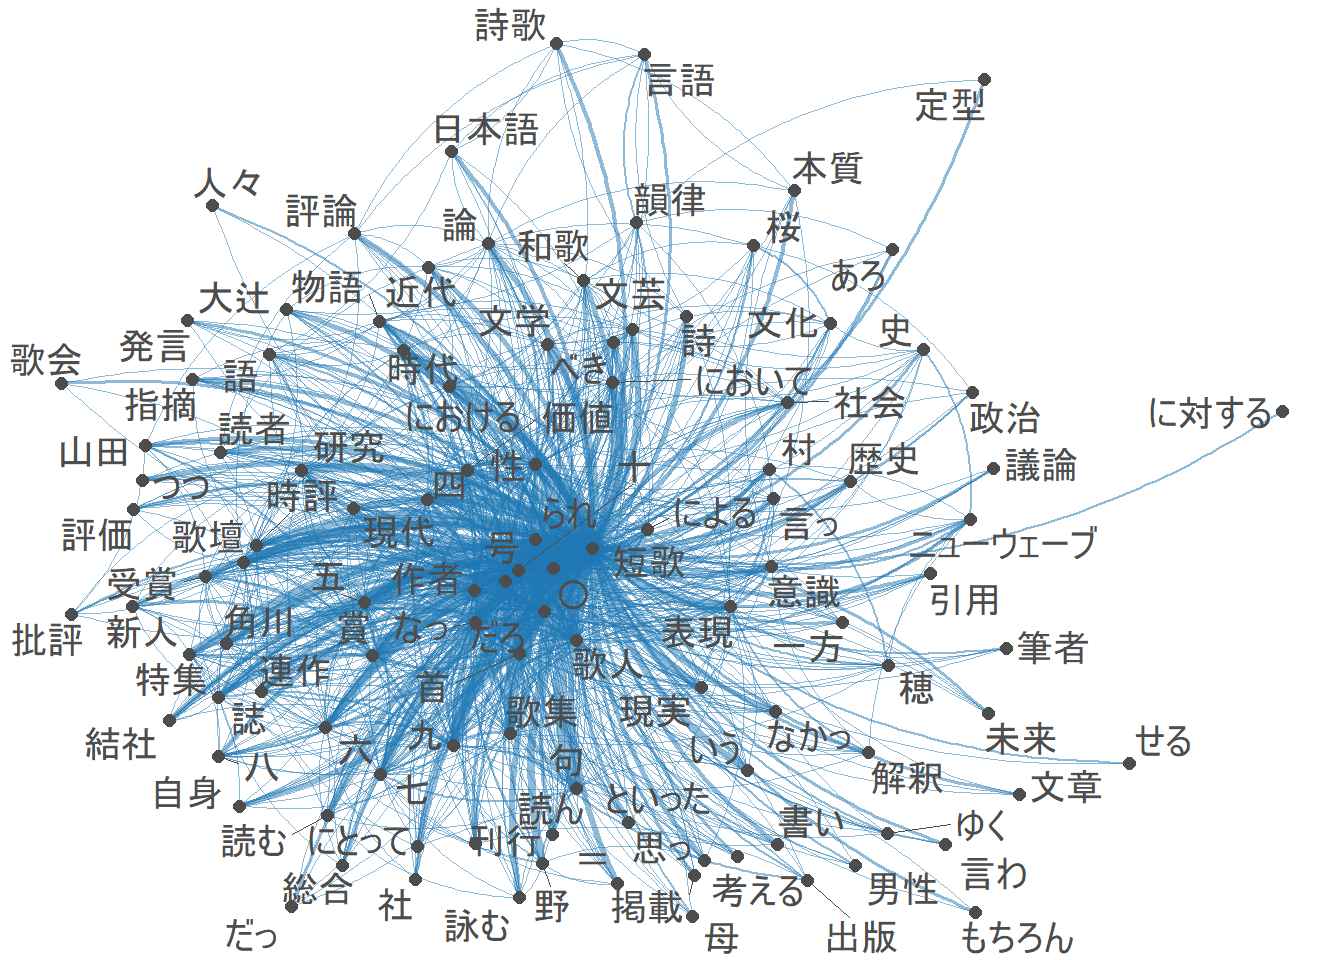 詩歌
言語
定型
日本語
本質
人々
評論
韻律
論
桜
和歌
あろ
物語
近代
大辻
文芸
文学
文化
詩
史
発言
歌会
べき
時代
語
において
指摘
社会
における
価値
に対する
政治
読者
研究
山田
村
歴史
議論
性
十
四
つつ
時評
られ
による
言っ
評価
歌壇
現代
号
ニューウェーブ
短歌
受賞
五
作者
意識
引用
〇
新人
角川
賞
なっ
だろ
表現
一方
筆者
批評
歌人
特集
連作
首
穂
誌
歌集
現実
結社
六
九
いう
なかっ
未来
せる
句
八
解釈
自身
七
といった
文章
読ん
読む
にとって
刊行
思っ
書い
ゆく
二
総合
社
野
掲載
考える
男性
言わ
だっ
詠む
母
出版
もちろん